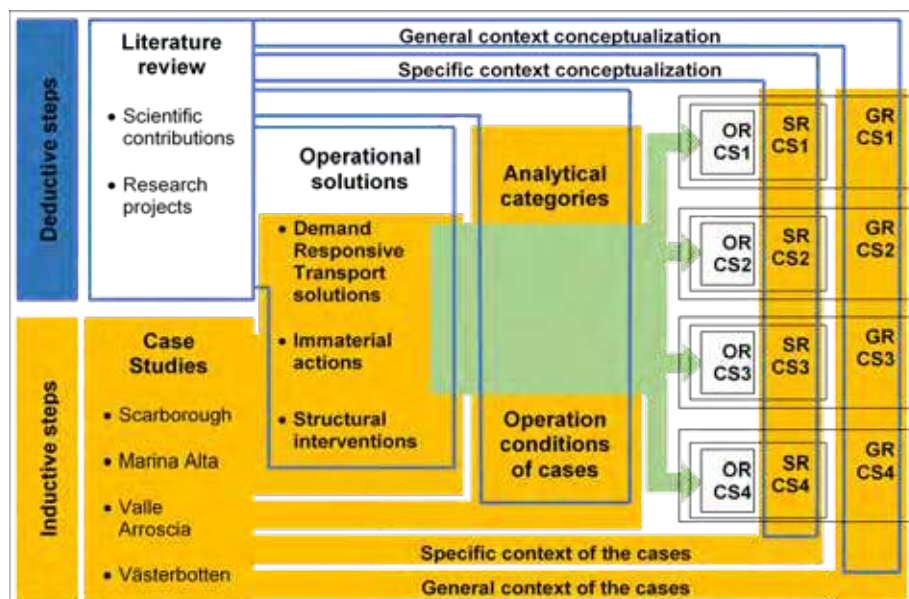 Deductive steps
Literature
review
• Scientific
contributions
• Research
projects
General context conceptualization
Specific context conceptualization
Operational
solutions
• Demand
Responsive
Transport
solutions
• Immaterial
actions
• Structural
interventions
Analytical
categories
Operation
conditions
of cases
OR
CS1
SR
CS1
GR
CS1
OR
CS2
SR
CS2
GR
CS2
OR
CS3
SR
CS3
GR
CS3
OR
CS4
SR
CS4
GR
CS4
Inductive steps
Case
Studies
• Scarborough
• Marina Alta
• Valle
Arroscia
• Västerbotten
Specific context of the cases
General context of the cases